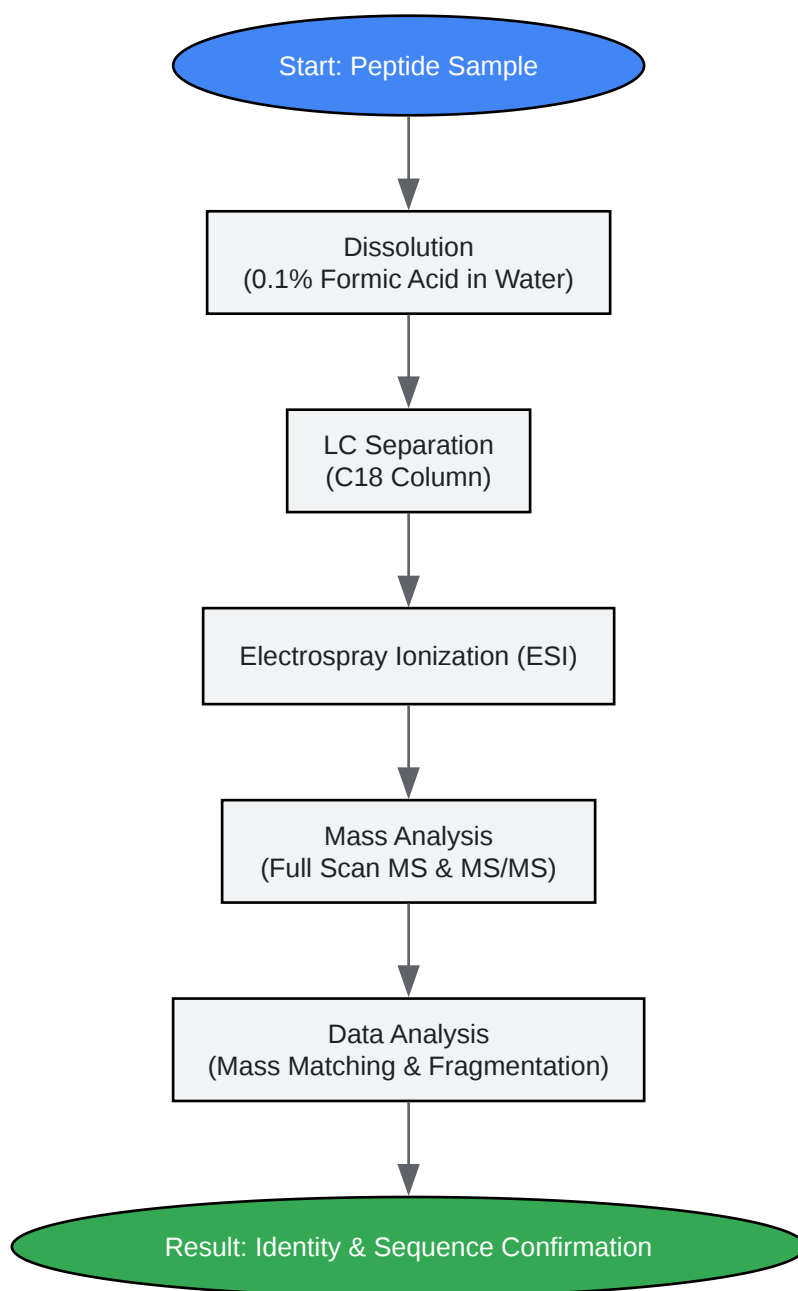 Start: Peptide Sample
Dissolution
(0.1% Formic Acid in Water)
LC Separation
(C18 Column)
Electrospray Ionization (ESI)
Mass Analysis
(Full Scan MS & MS/MS)
Data Analysis
(Mass Matching & Fragmentation)
Result: Identity & Sequence Confirmation